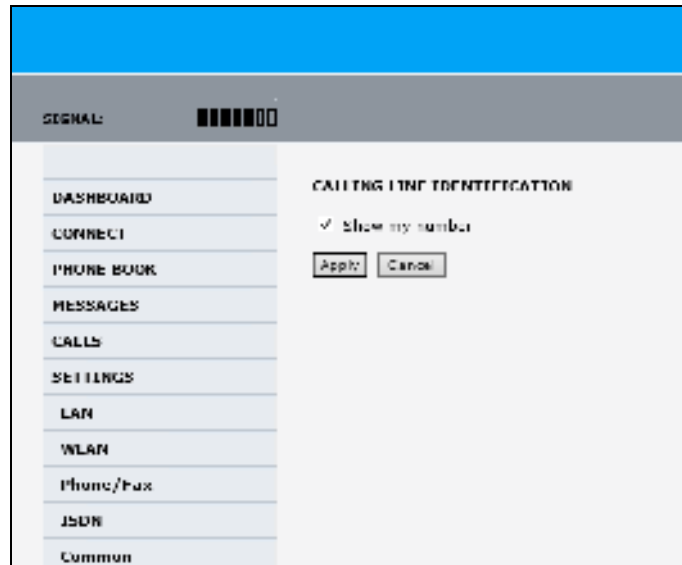 SIGNAL:
DASHBOARD
CONNECT
PHONE BOOK
MESSAGES
CALLS
SETTINGS
LAN
WLAN
Phone/Fax
ISDN
Common
CALLING LINE IDENTIFICATION
Show my number
Apply Cancel